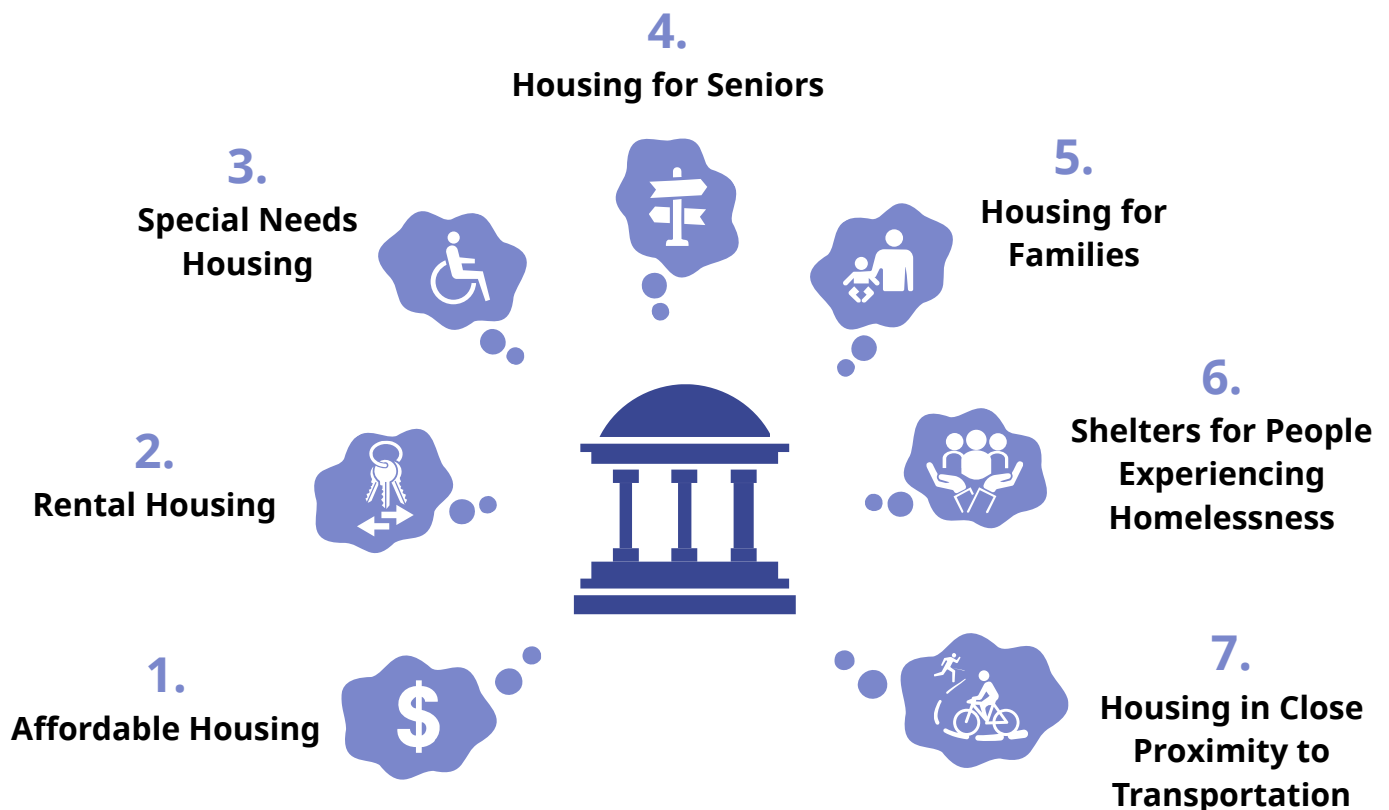 4.
Housing for Seniors
3.
Special Needs
Housing
5.
Housing for
Families
2.
Rental Housing
6.
Shelters for People
Experiencing
Homelessness
1.
Affordable Housing
$
7.
Housing in Close
Proximity to
Transportation